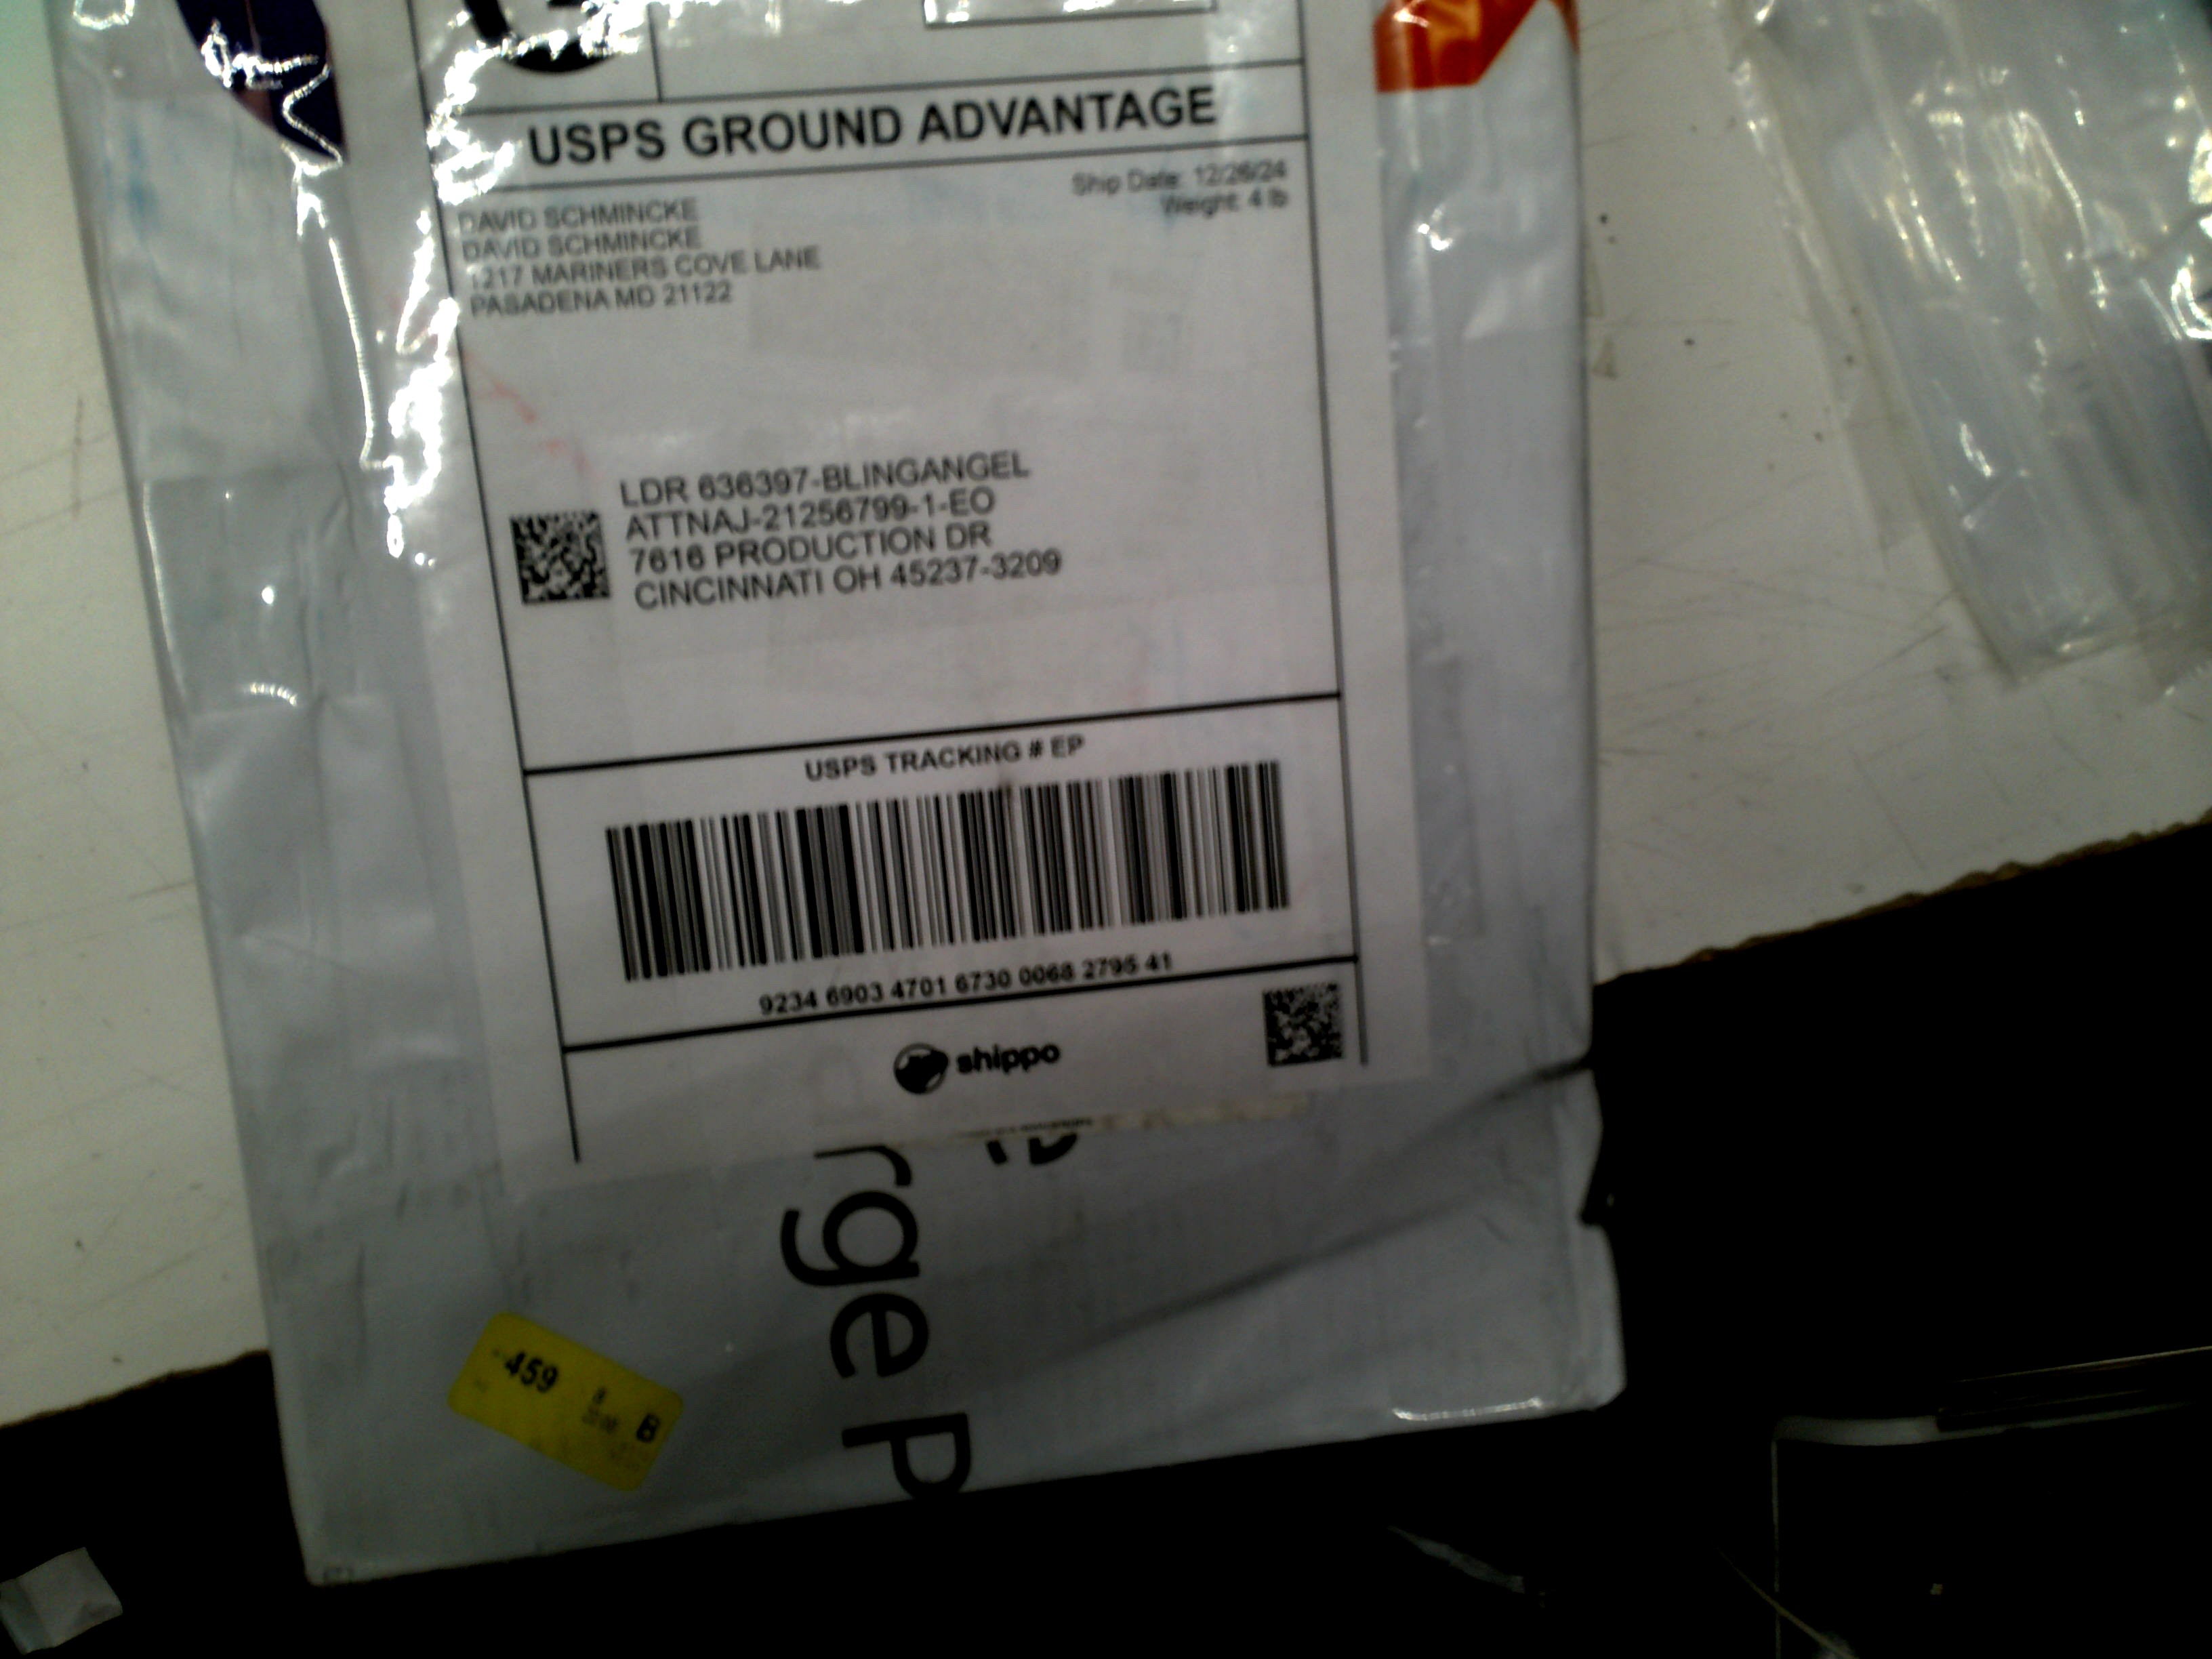 USPS GROUND ADVANTAGE
Ship Date: 12/26/24
Weight: 4 lb
DAVID SCHMINCKE
DAVID SCHMINCKE
1217 MARINERS COVE LANE
PASADENA MD 21122
LDR 636397-BLINGANGEL
ATTNAJ-21256799-1-EO
7616 PRODUCTION DR
CINCINNATI OH 45237-3209
USPS TRACKING # EP
9234 6903 4701 6730 0068 2795 41
shippo
rge P
459
B